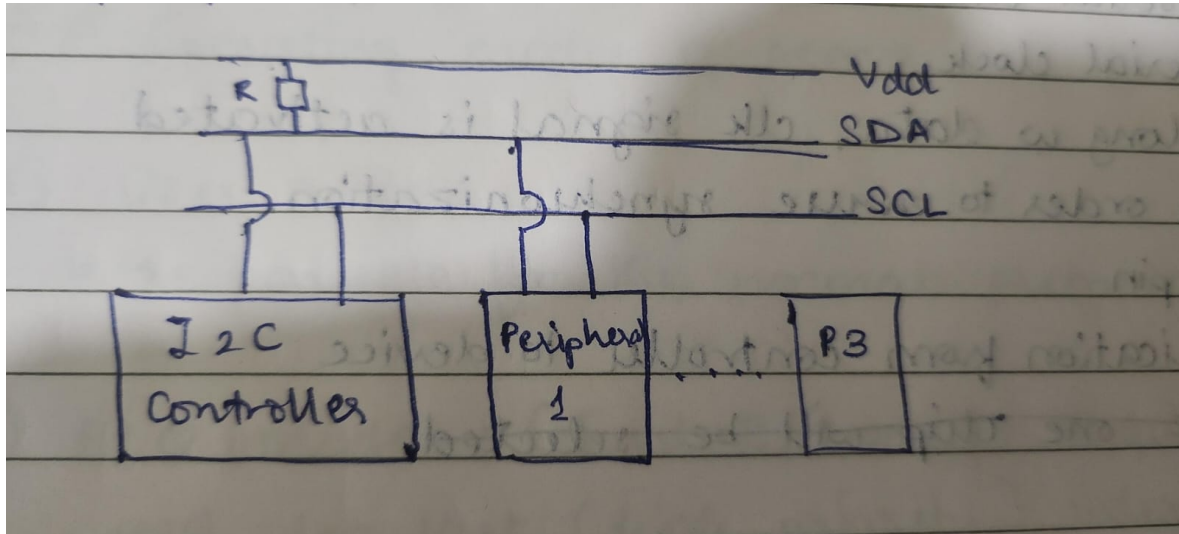 Vdd
R
SDA
SCL
I2C
Controller
Peripheral
1
.....
P3